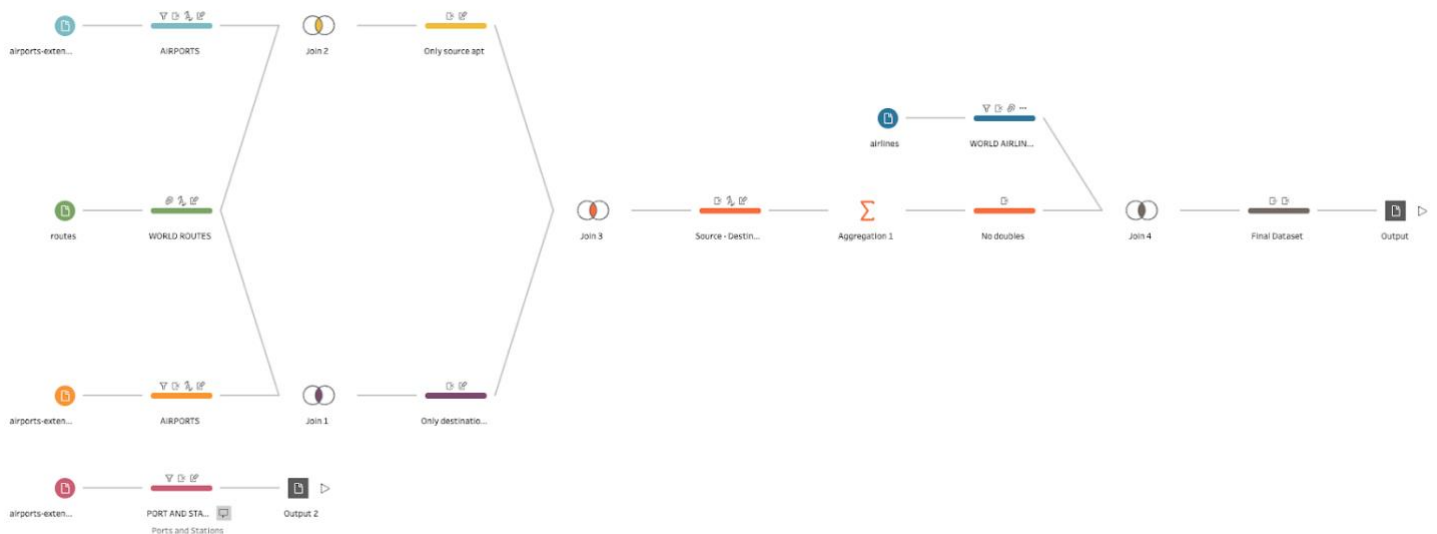 airports-exten...
AIRPORTS
Join 2
Only source apt
airlines
WORLD AIRLIN...
routes
WORLD ROUTES
Join 3
Source - Destin...
Aggregation 1
No doubles
Join 4
Final Dataset
Output
airports-exten...
AIRPORTS
Join 1
Only destinatio...
airports-exten...
PORT AND STA...
Output 2
Ports and Stations